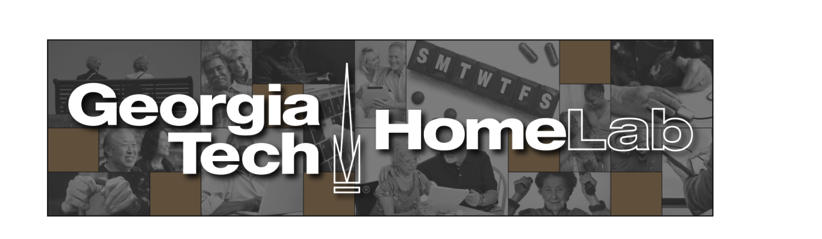 Georgia
Tech
HomeLab
SMTWTFS
®